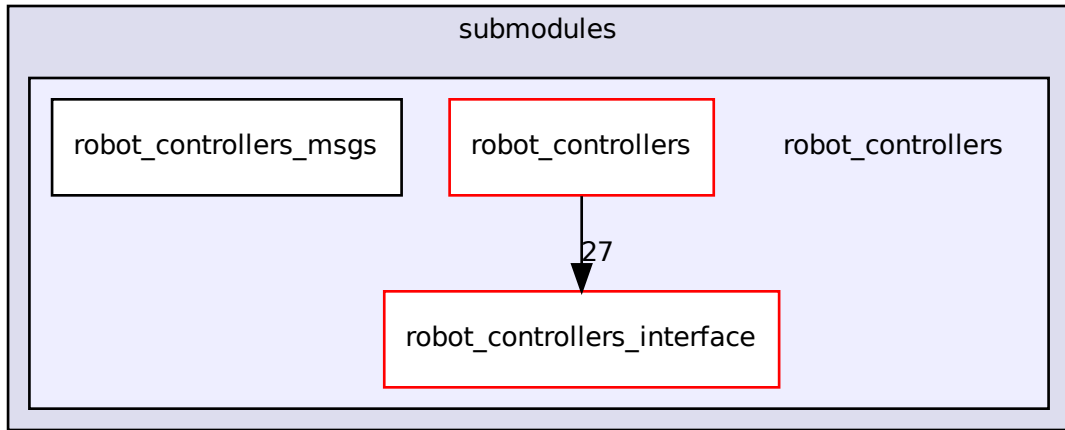 submodules
robot_controllers_msgs
robot_controllers
robot_controllers
27
robot_controllers_interface